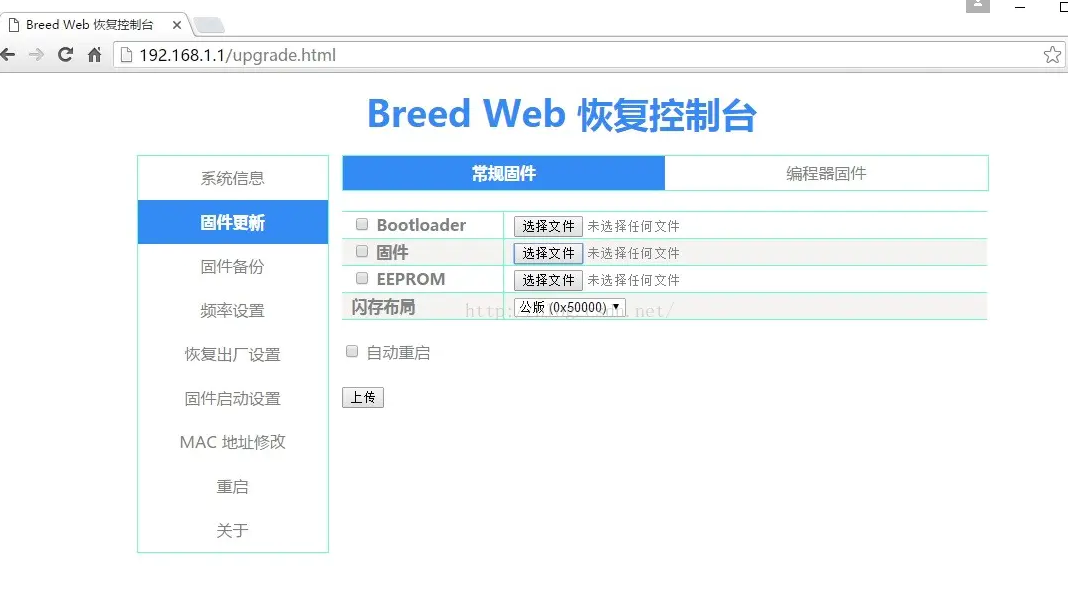 Breed Web 恢复控制台
192.168.1.1/upgrade.html
Breed Web 恢复控制台
系统信息
固件更新
固件备份
频率设置
恢复出厂设置
固件启动设置
MAC 地址修改
重启
关于
常规固件 编程器固件
Bootloader 选择文件 未选择任何文件
固件 选择文件 未选择任何文件
EEPROM 选择文件 未选择任何文件
闪存布局 公版 (0x50000)
自动重启
上传